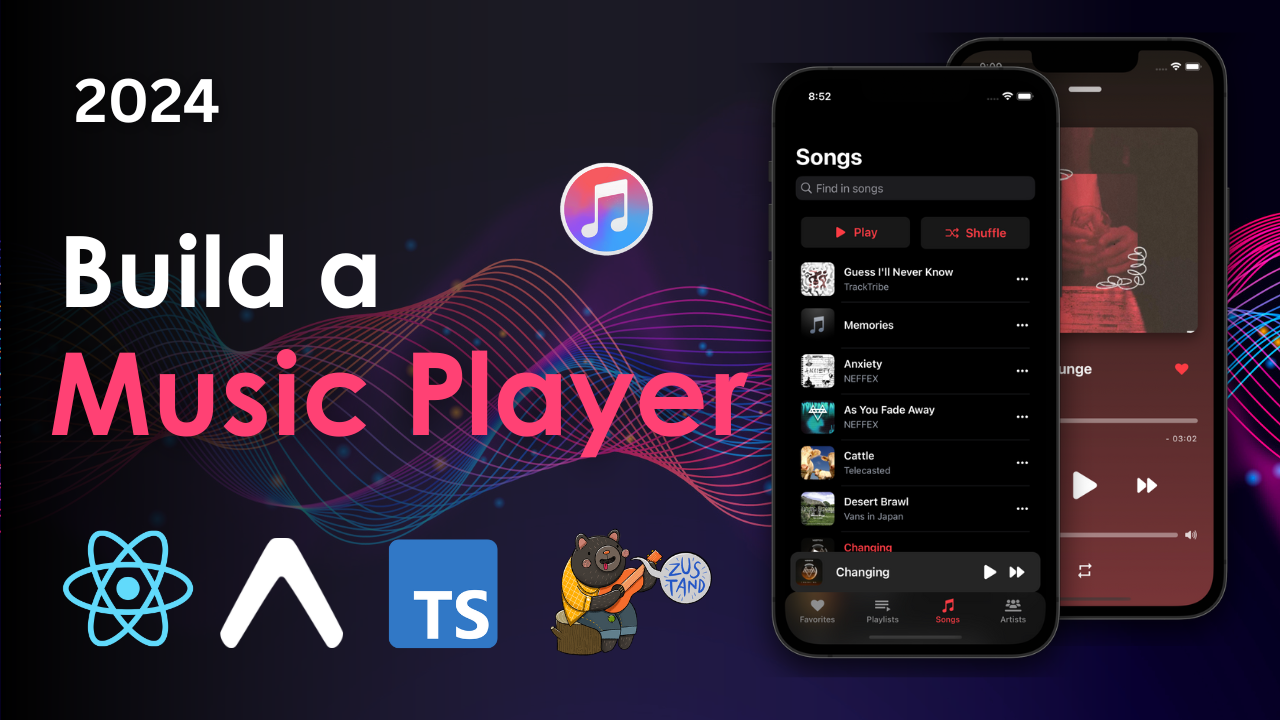 2024
Build a
Music Player
TS
ZUS
TAND
8:52
Songs
Find in songs
Play
Shuffle
Guess I'll Never Know
TrackTribe
Memories
Anxiety
NEFFEX
As You Fade Away
NEFFEX
Cattle
Telecasted
Desert Brawl
Vans in Japan
Changing
Changing
Favorites
Playlists
Songs
Artists
unge
- 03:02